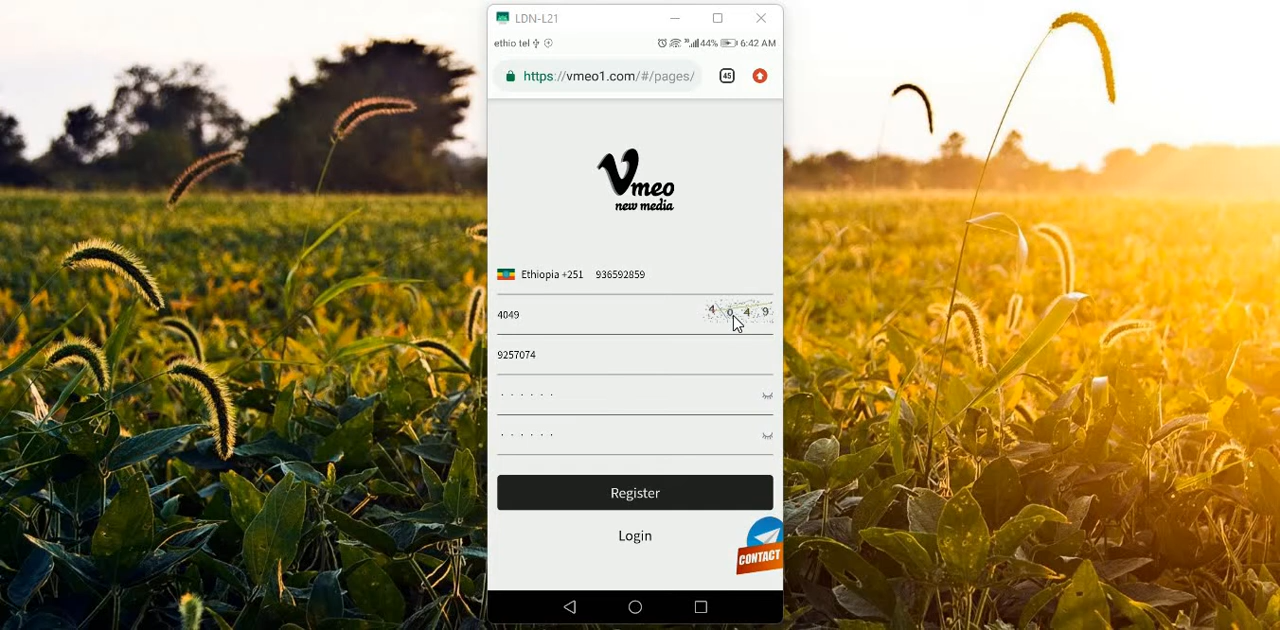 LDN-L21
ethio tel 44% 6:42 AM
https://vmeo1.com/#/pages/ 45
Vmeo
new media
Ethiopia +251 936592859
4049 4 0 4 9
9257074
Register
Login
CONTACT